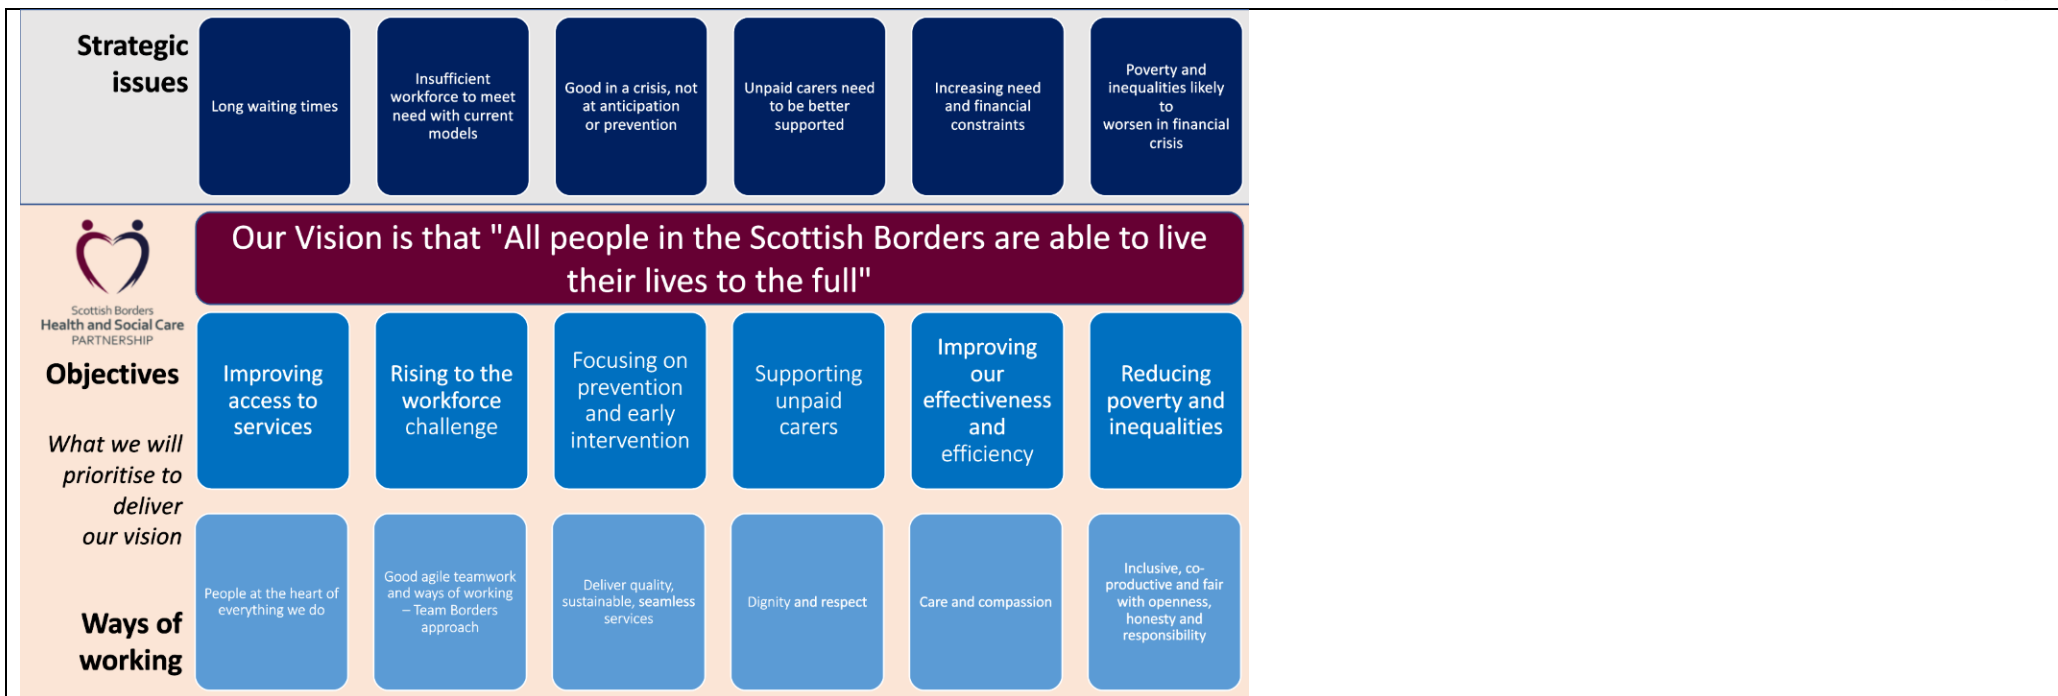 Strategic
issues
Long waiting times
Insufficient
workforce to meet
need with current
models
Good in a crisis, not
at anticipation
or prevention
Unpaid carers need
to be better
supported
Increasing need
and financial
constraints
Poverty and
inequalities likely
to
worsen in financial
crisis
Scottish Borders
Health and Social Care
PARTNERSHIP
Our Vision is that "All people in the Scottish Borders are able to live
their lives to the full"
Objectives
What we will
prioritise to
deliver
our vision
Improving
access to
services
Rising to the
workforce
challenge
Focusing on
prevention
and early
intervention
Supporting
unpaid
carers
Improving
our
effectiveness
and
efficiency
Reducing
poverty and
inequalities
Ways of
working
People at the heart of
everything we do
Good agile teamwork
and ways of working
– Team Borders
approach
Deliver quality,
sustainable, seamless
services
Dignity and respect
Care and compassion
Inclusive, co-
productive and fair
with openness,
honesty and
responsibility